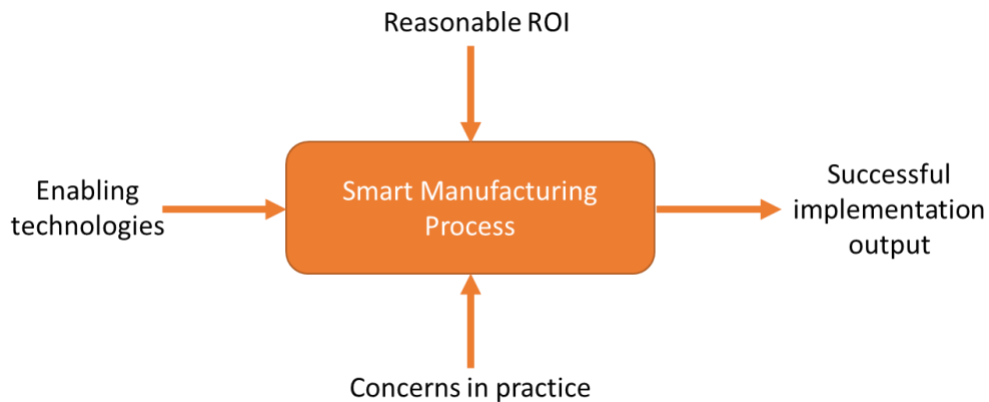 Reasonable ROI
Enabling
technologies
Smart Manufacturing
Process
Successful
implementation
output
Concerns in practice